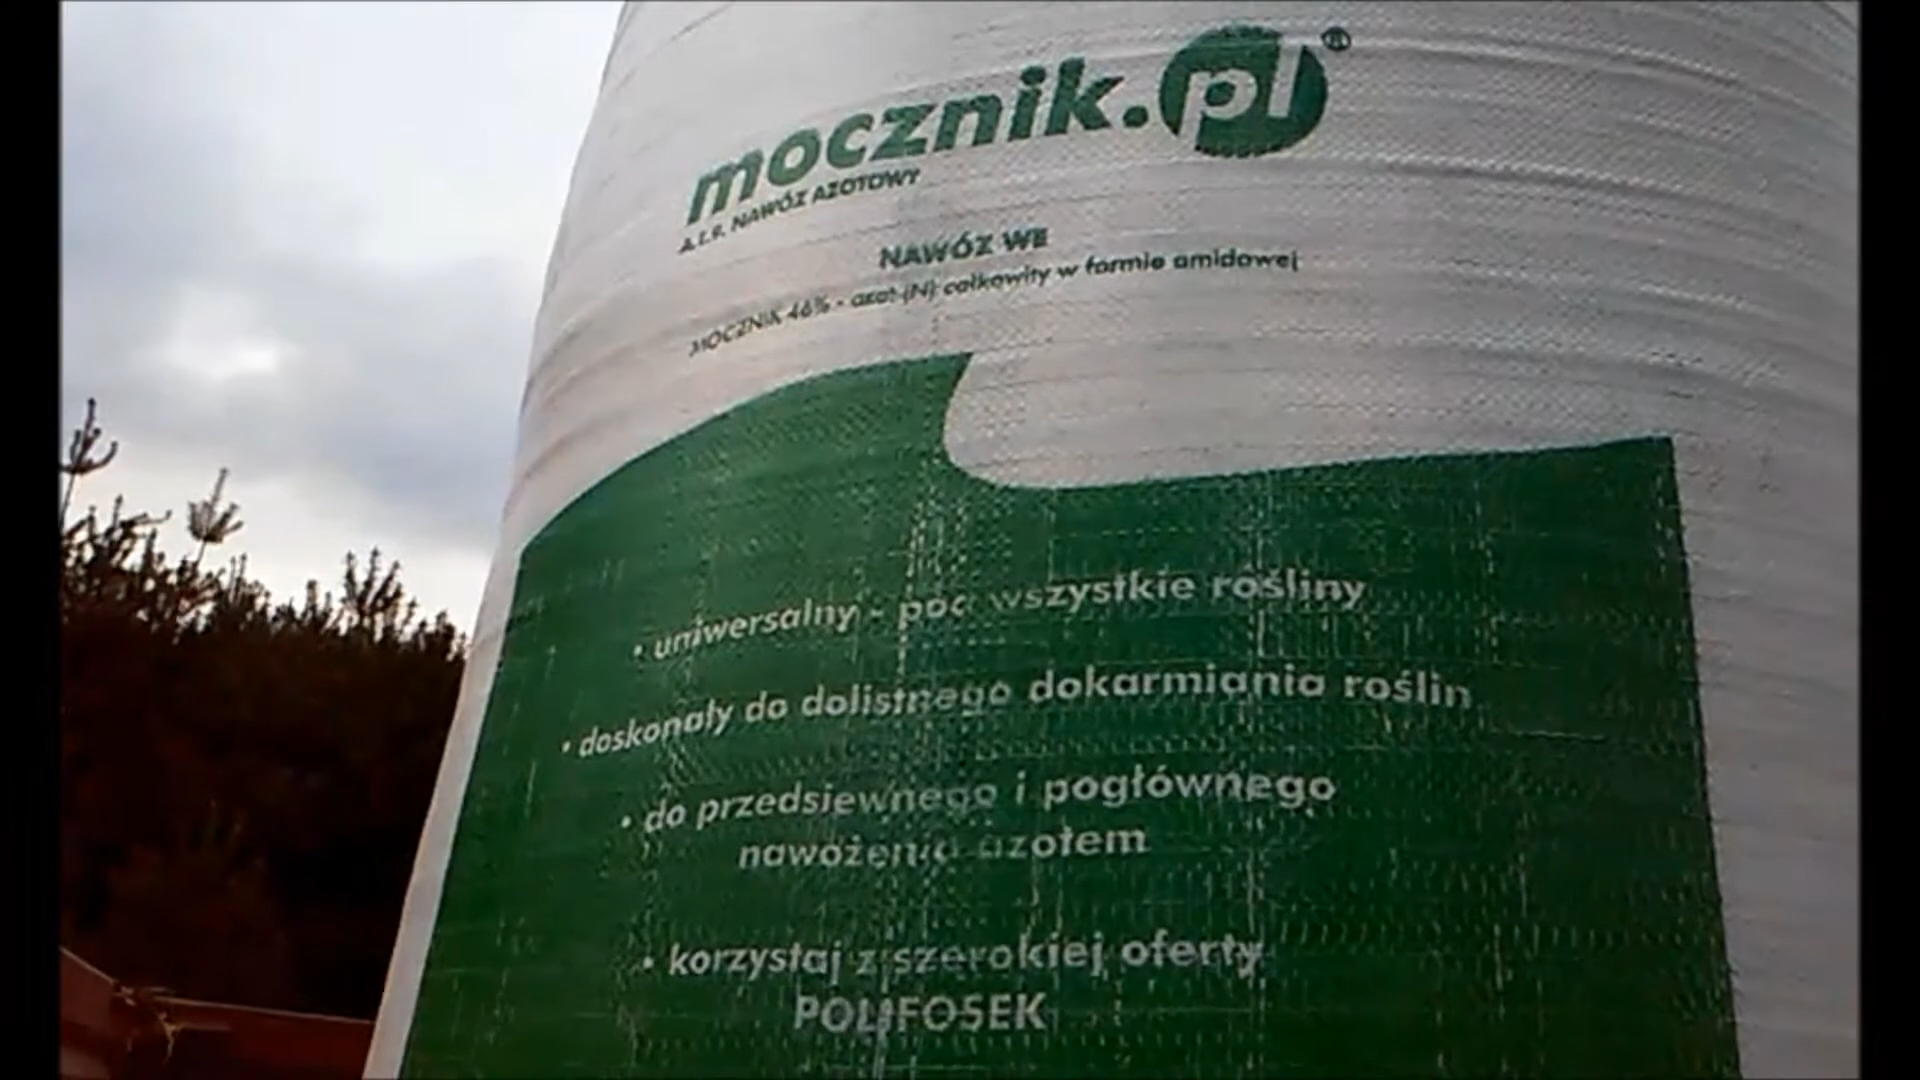 mocznik.pl®
NAWÓZ AZOTOWY
NAWÓZ WE
MOCZNIK 46% - azot (N) całkowity w formie amidowej
• uniwersalny - pod wszystkie rośliny
• doskonały do dolistnego dokarmiania roślin
• do przedsiewnego i pogłównego
nawożenia azotem
• korzystaj z szerokiej oferty
POLIFOSEK